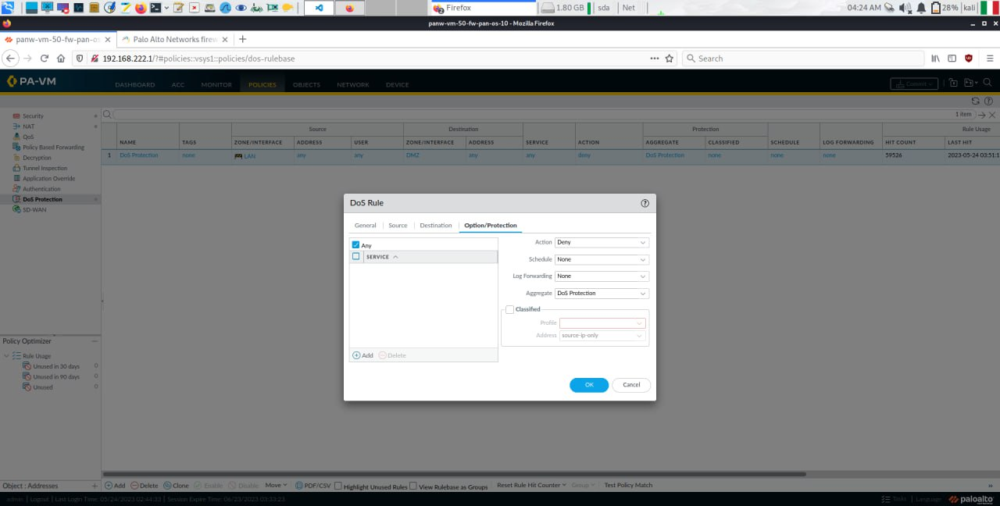 Firefox
1.80 GB sda Net
04:24 AM 28% kali
panw-vm-50-fw-pan-os-10 - Mozilla Firefox
panw-vm-50-fw-pan-os-
Palo Alto Networks firew
192.168.222.1/?#policies::vsys1::policies/dos-rulebase
Search
PA-VM
DASHBOARD ACC MONITOR POLICIES OBJECTS NETWORK DEVICE
Commit
Security
NAT
QoS
Policy Based Forwarding
Decryption
Tunnel Inspection
Application Override
Authentication
DoS Protection
SD-WAN
1 item
Source Destination Protection Rule Usage
NAME TAGS ZONE/INTERFACE ADDRESS USER ZONE/INTERFACE ADDRESS SERVICE ACTION AGGREGATE CLASSIFIED SCHEDULE LOG FORWARDING HIT COUNT LAST HIT
1 DoS Protection none LAN any any DMZ any any deny DoS Protection none none none 59526 2023-05-24 03:51:1
DoS Rule
General Source Destination Option/Protection
Any
SERVICE
Add Delete
Action Deny
Schedule None
Log Forwarding None
Aggregate DoS Protection
Classified
Profile
Address source-ip-only
OK Cancel
Policy Optimizer
Rule Usage
Unused in 30 days 0
Unused in 90 days 0
Unused 0
Object : Addresses
Add Delete Clone Enable Disable Move PDF/CSV Highlight Unused Rules View Rulebase as Groups Reset Rule Hit Counter Group Test Policy Match
admin | Logout | Last Login Time: 05/24/2023 02:44:33 | Session Expire Time: 06/23/2023 03:33:23
Tasks | Language
paloalto